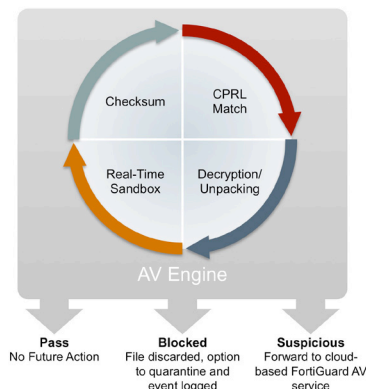 Checksum
CPRL
Match
Real-Time
Sandbox
Decryption/
Unpacking
AV Engine
Pass
No Future Action
Blocked
File discarded, option
to quarantine and
event logged
Suspicious
Forward to cloud-
based FortiGuard AV
service